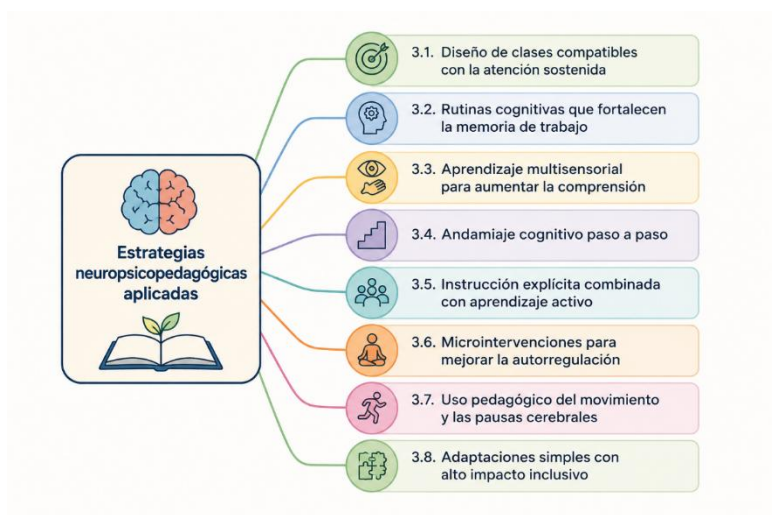 Estrategias
neuropsicopedagógicas
aplicadas
3.1. Diseño de clases compatibles
con la atención sostenida
3.2. Rutinas cognitivas que fortalecen
la memoria de trabajo
3.3. Aprendizaje multisensorial
para aumentar la comprensión
3.4. Andamiaje cognitivo paso a paso
3.5. Instrucción explícita combinada
con aprendizaje activo
3.6. Microintervenciones para
mejorar la autorregulación
3.7. Uso pedagógico del movimiento
y las pausas cerebrales
3.8. Adaptaciones simples con
alto impacto inclusivo